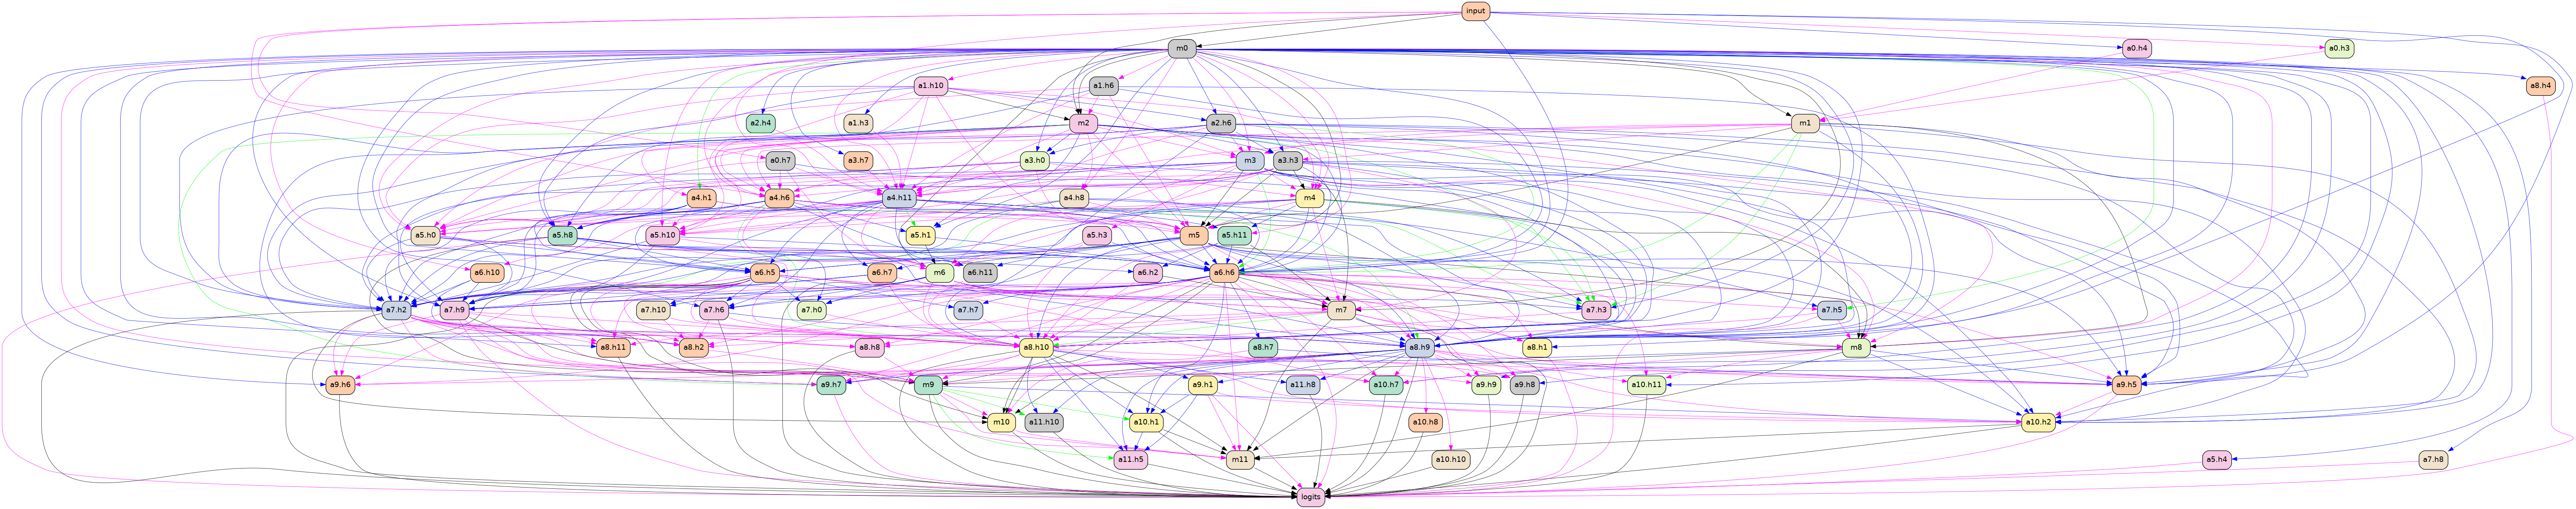 input
m0 a0.h4 a0.h3
a1.h10 a1.h6 a8.h4
a2.h4 a1.h3 m2 a2.h6 m1
a0.h7 a3.h7 a3.h0 m3 a3.h3
a4.h1 a4.h6 a4.h11 a4.h8 m4
a5.h0 a5.h8 a5.h10 a5.h1 a5.h3 m5 a5.h11
a6.h10 a6.h5 a6.h7 m6 a6.h11 a6.h2 a6.h6
a7.h2 a7.h9 a7.h10 a7.h6 a7.h0 a7.h7 m7 a7.h3 a7.h5
a8.h11 a8.h2 a8.h8 a8.h10 a8.h7 a8.h9 a8.h1 m8
a9.h6 a9.h7 m9 a9.h1 a11.h8 a10.h7 a9.h9 a9.h8 a10.h11 a9.h5
m10 a11.h10 a10.h1 a10.h8 a10.h2
a11.h5 m11 a10.h10 a5.h4 a7.h8
logits